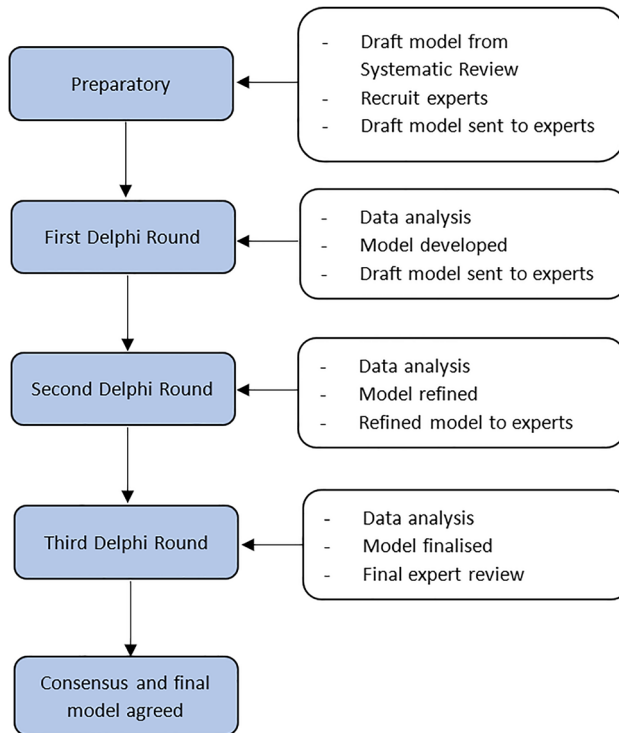 Preparatory
- Draft model from
Systematic Review
- Recruit experts
- Draft model sent to experts
First Delphi Round
- Data analysis
- Model developed
- Draft model sent to experts
Second Delphi Round
- Data analysis
- Model refined
- Refined model to experts
Third Delphi Round
- Data analysis
- Model finalised
- Final expert review
Consensus and final
model agreed